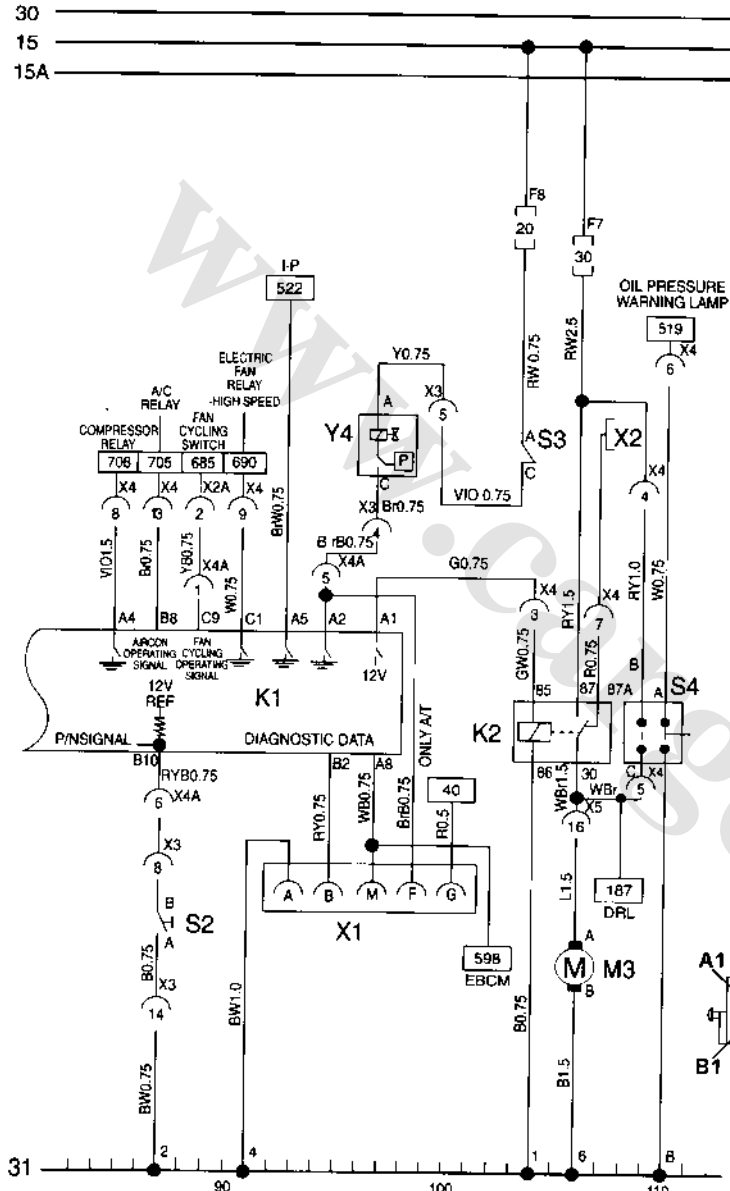 30
15
15A
F8
20
F7
30
I-P
522
OIL PRESSURE
WARNING LAMP
519
X4
6
RW 0.75
RW2.5
Y0.75
ELECTRIC
FAN
RELAY
-HIGH SPEED
A/C
RELAY
FAN
CYCLING
SWITCH
COMPRESSOR
RELAY
706 705 685 690
X4 X4 X2A X4
8 13 2 9
A
Y4
P
C
X3
5
A
S3
C
X2
X4
4
VIO 0.75
X3
Br0.75
4
BrB0.75
X4A
5
VIO1.5
Br0.75
YB0.75
X4A
1
W0.75
BrW0.75
G0.75
X4
3
GW0.75
RY1.5
X4
7
R0.75
RY1.0
W0.75
A4 B8 C9 C1 A5 A2 A1
AIRCON
OPERATING
SIGNAL
FAN
CYCLING
OPERATING
SIGNAL
12V
REF
K1
12V
P/NSIGNAL
DIAGNOSTIC DATA
B10 B2 A8
85 87 87A
K2
86 30
B
A
S4
C
X4
5
WBr1.5
WBr
X5
16
RYB0.75
X4A
6
X3
8
B
S2
A
B0.75
X3
14
BW0.75
RY0.75
WB0.75
BrB0.75
ONLY A/T
40
R0.5
A B M F G
X1
598
EBCM
BW1.0
L1.5
187
DRL
A
M
M3
B
B0.75
B1.5
A1
B1
31
2 4 1 6 8
90 100 110
www.carg